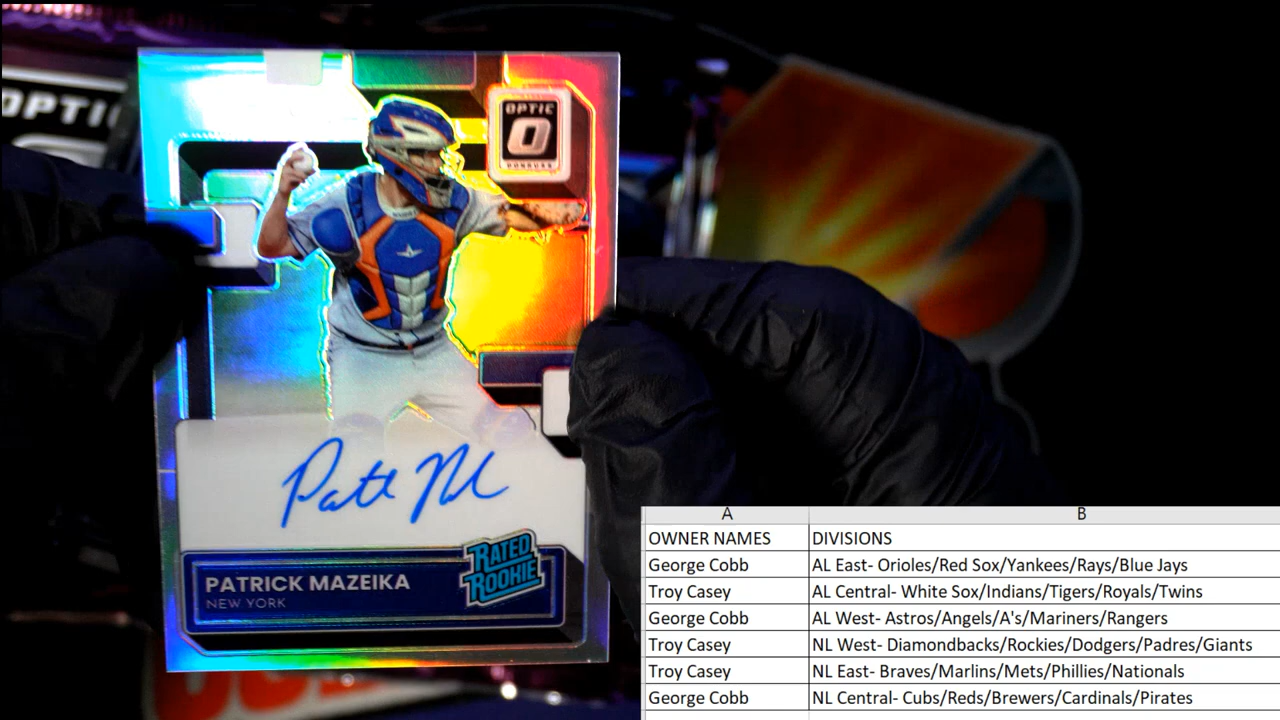 OPTIC
OPTIC
DONRUSS
Patk M
PATRICK MAZEIKA
NEW YORK
RATED
ROOKIE
A B
OWNER NAMES DIVISIONS
George Cobb AL East- Orioles/Red Sox/Yankees/Rays/Blue Jays
Troy Casey AL Central- White Sox/Indians/Tigers/Royals/Twins
George Cobb AL West- Astros/Angels/A's/Mariners/Rangers
Troy Casey NL West- Diamondbacks/Rockies/Dodgers/Padres/Giants
Troy Casey NL East- Braves/Marlins/Mets/Phillies/Nationals
George Cobb NL Central- Cubs/Reds/Brewers/Cardinals/Pirates